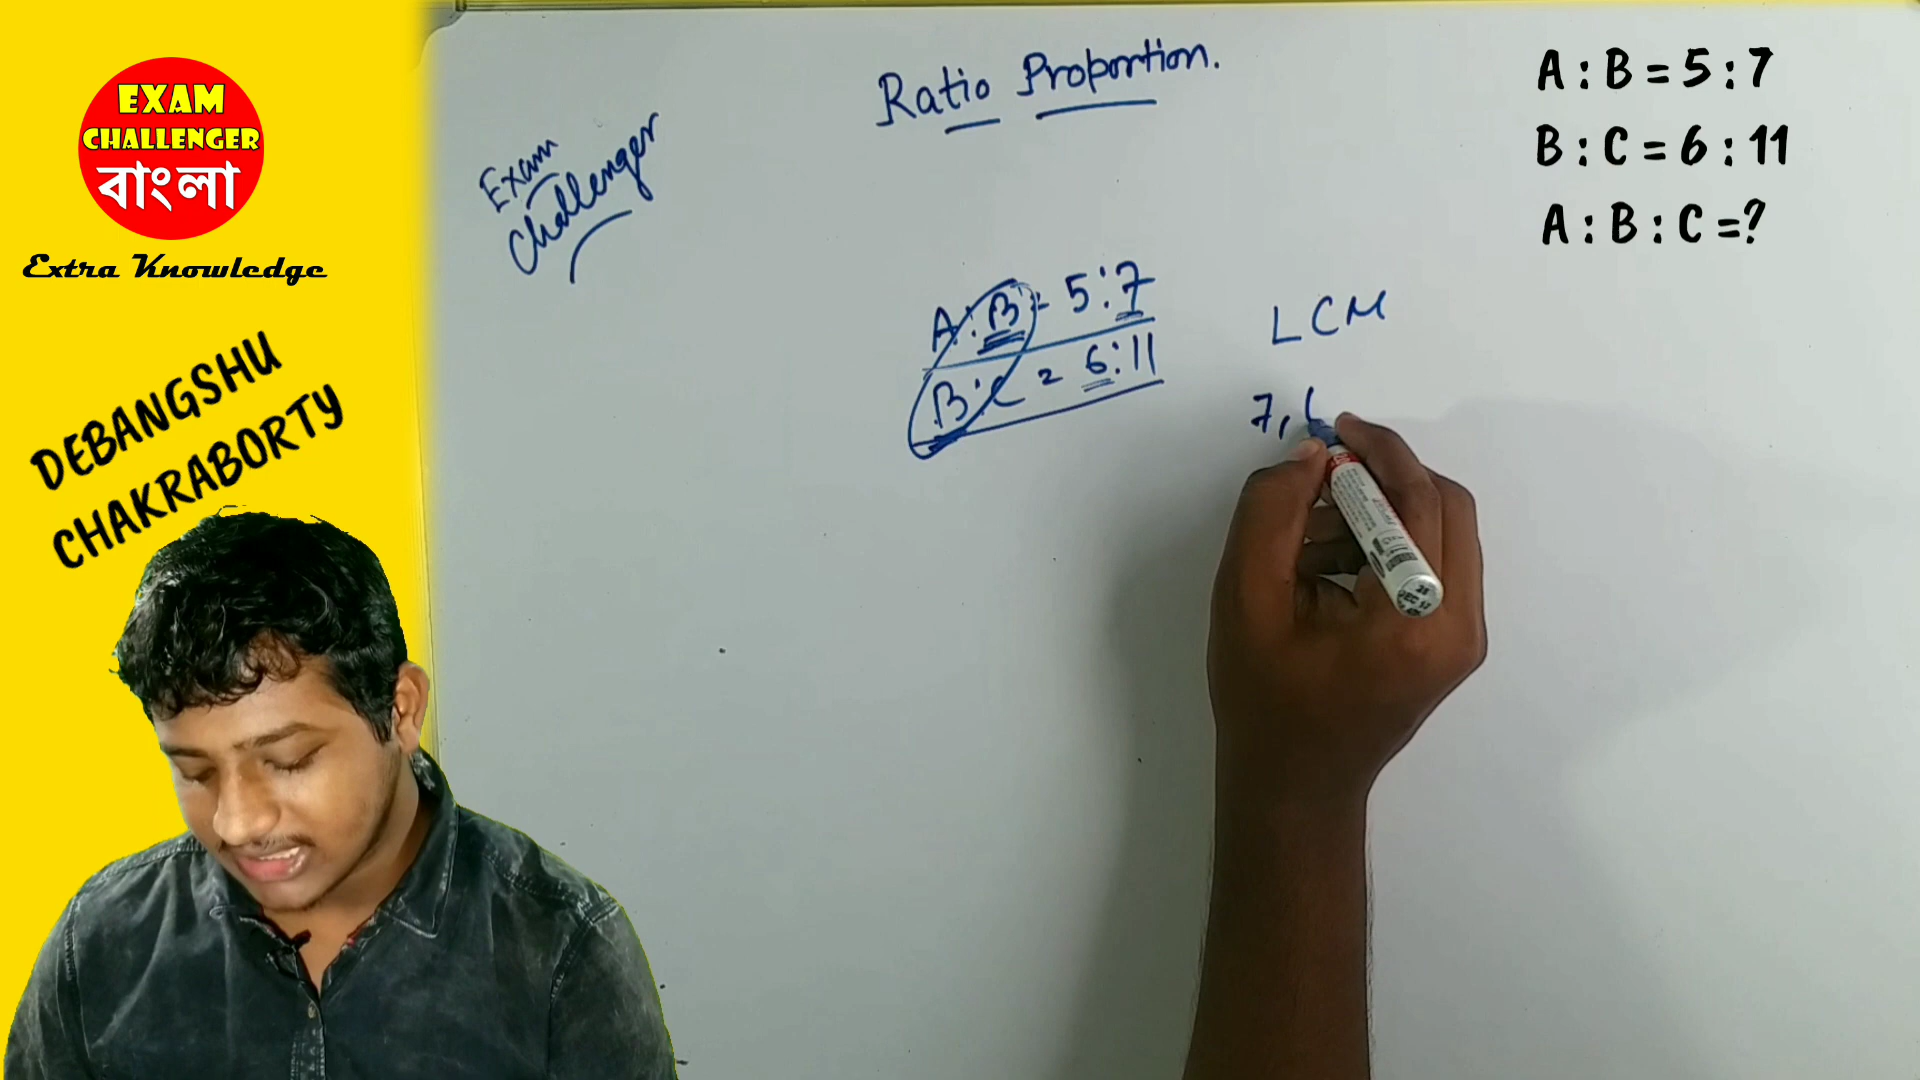 EXAM
CHALLENGER
বাংলা
Extra Knowledge
DEBANGSHU
CHAKRABORTY
Exam
Challenger
Ratio Proportion.
A : B = 5 : 7
B : C = 6 : 11
A : B : C = ?
A : B = 5 : 7
B : C = 6 : 11
LCM
7,